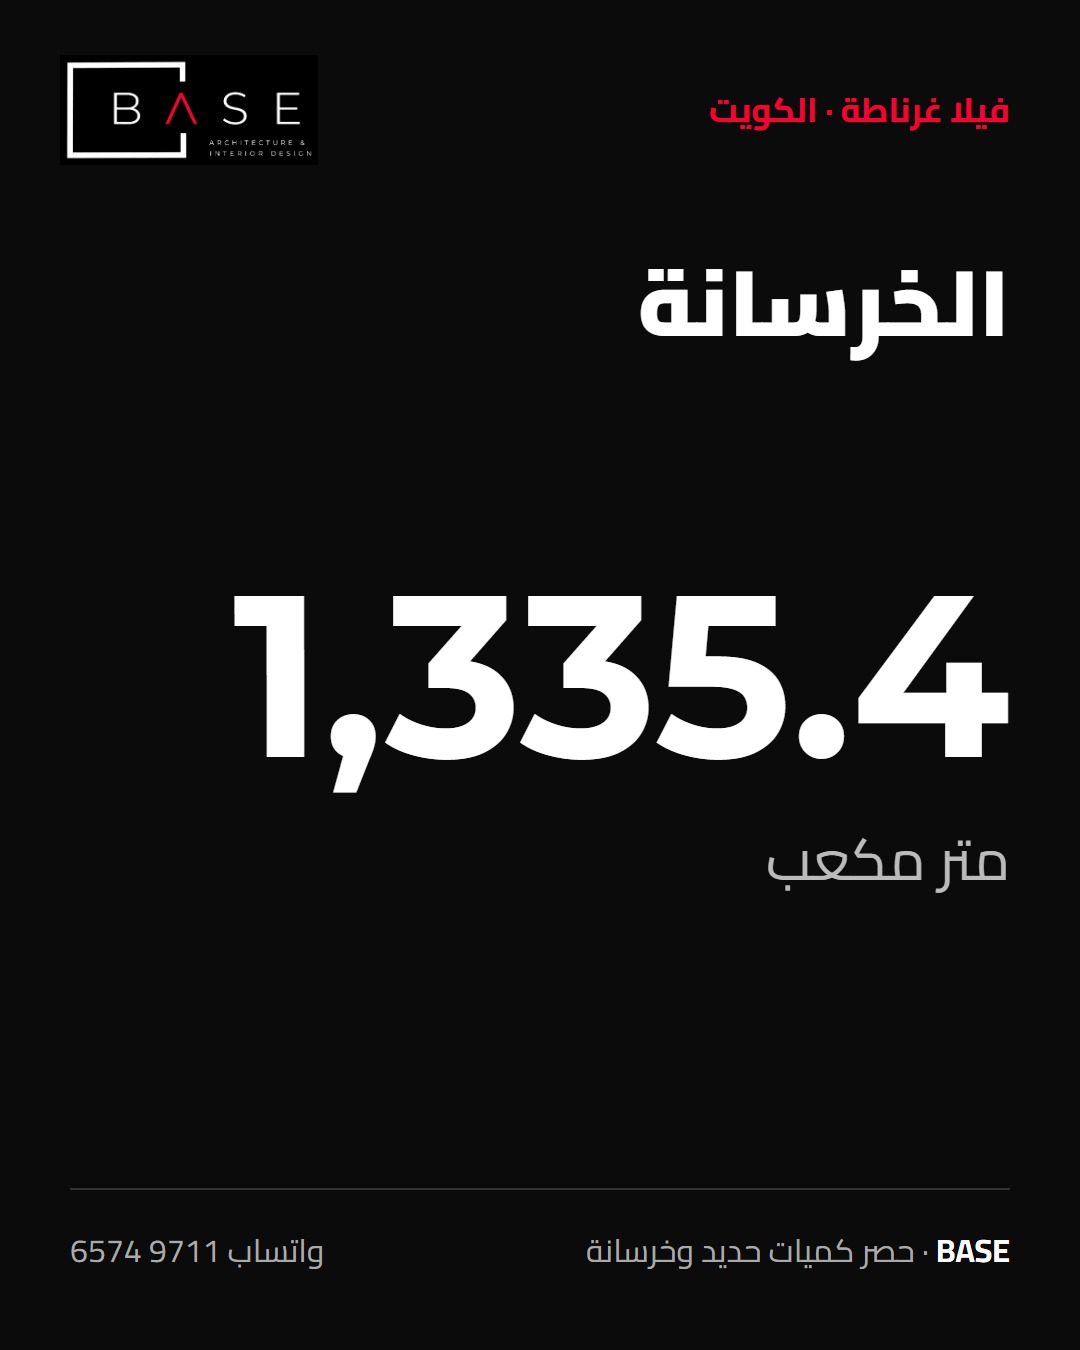 BASE
ARCHITECTURE &
INTERIOR DESIGN
فيلا غرناطة · الكويت
الخرسانة
1,335.4
متر مكعب
BASE · حصر كميات حديد وخرسانة
واتساب 9711 6574